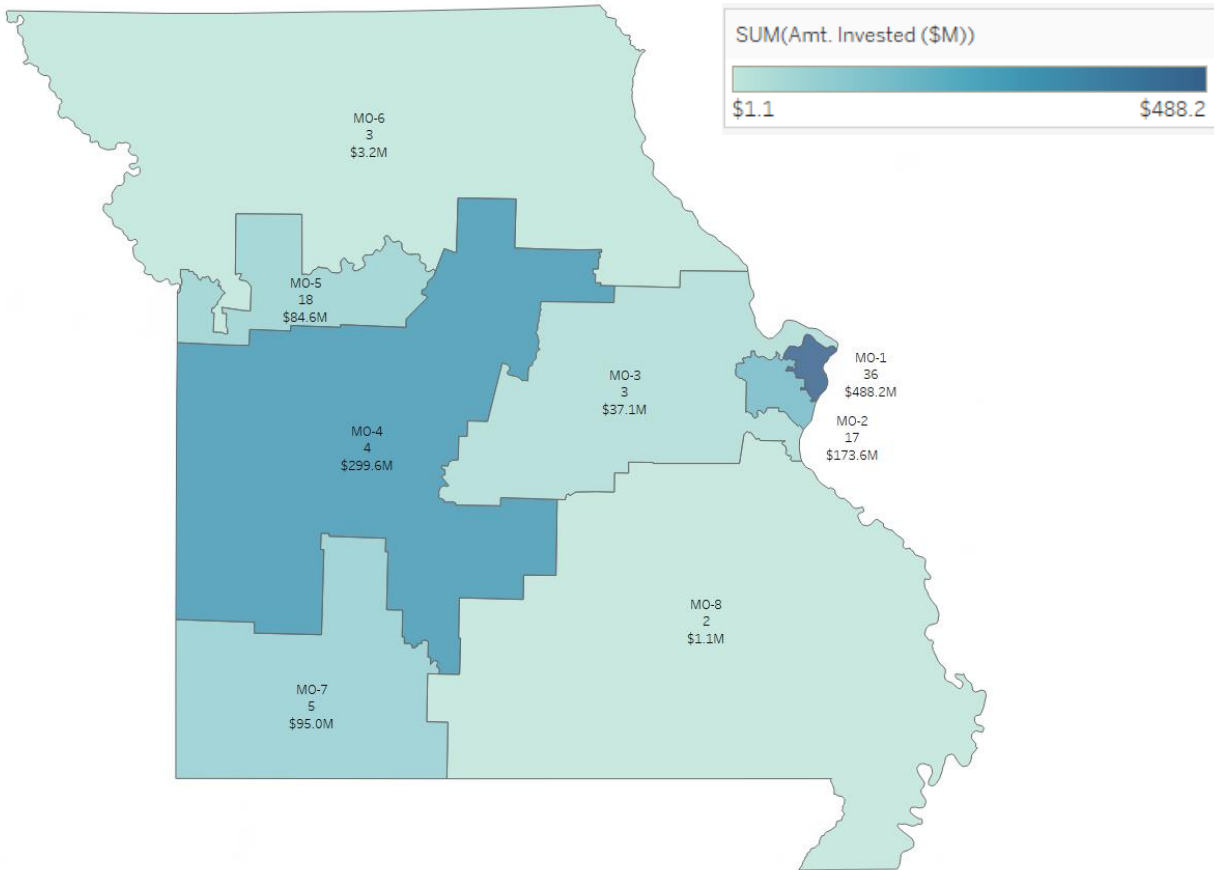 SUM(Amt. Invested ($M))
$1.1 $488.2
MO-6
3
$3.2M
MO-5
18
$84.6M
MO-1
36
$488.2M
MO-3
3
$37.1M
MO-2
17
$173.6M
MO-4
4
$299.6M
MO-8
2
$1.1M
MO-7
5
$95.0M